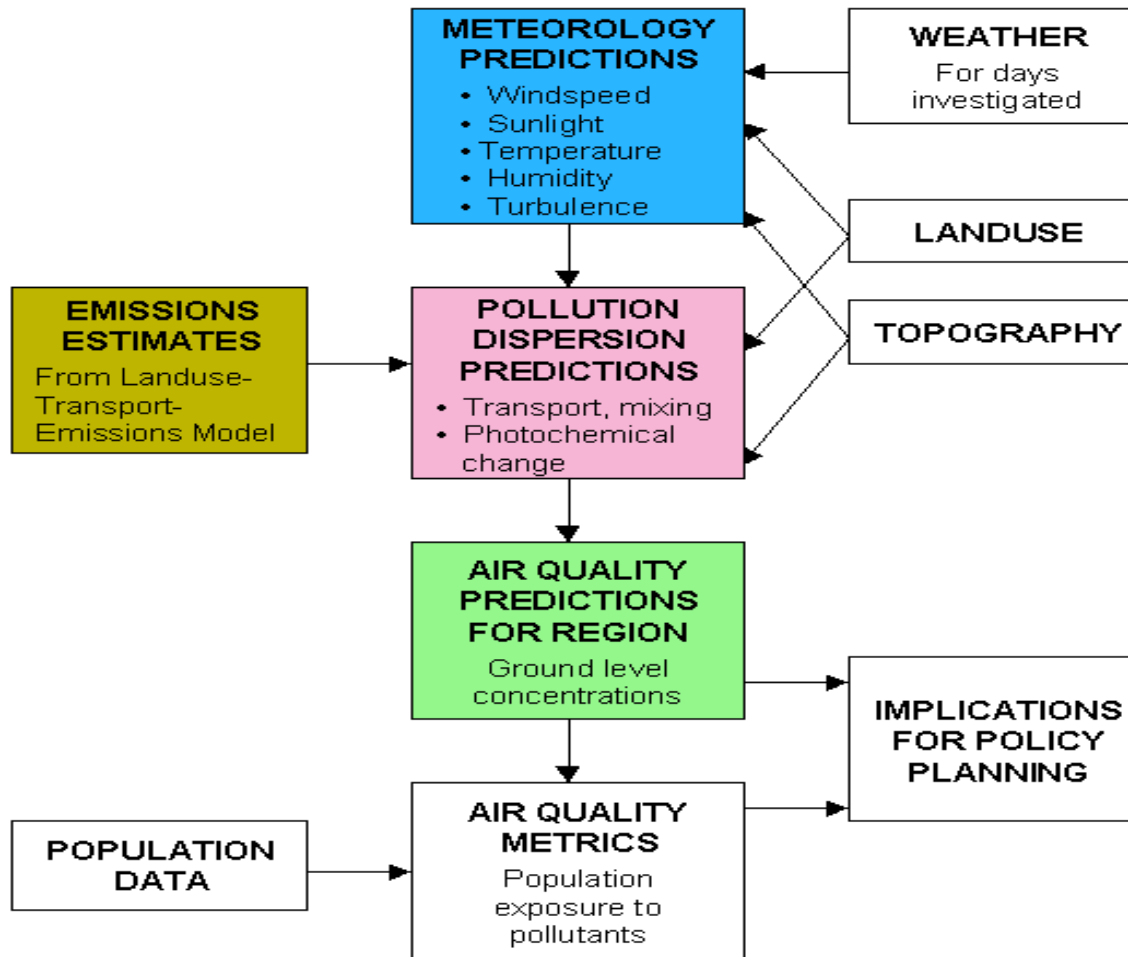 METEOROLOGY
PREDICTIONS
• Windspeed
• Sunlight
• Temperature
• Humidity
• Turbulence
WEATHER
For days
investigated
LANDUSE
TOPOGRAPHY
EMISSIONS
ESTIMATES
From Landuse-
Transport-
Emissions Model
POLLUTION
DISPERSION
PREDICTIONS
• Transport, mixing
• Photochemical
change
AIR QUALITY
PREDICTIONS
FOR REGION
Ground level
concentrations
IMPLICATIONS
FOR POLICY
PLANNING
POPULATION
DATA
AIR QUALITY
METRICS
Population
exposure to
pollutants